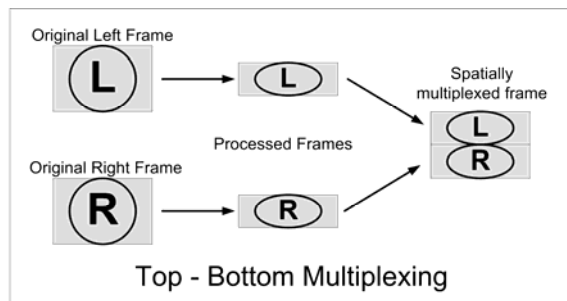 Original Left Frame
L
L
Spatially
multiplexed frame
L
Processed Frames
R
Original Right Frame
R
R
Top - Bottom Multiplexing